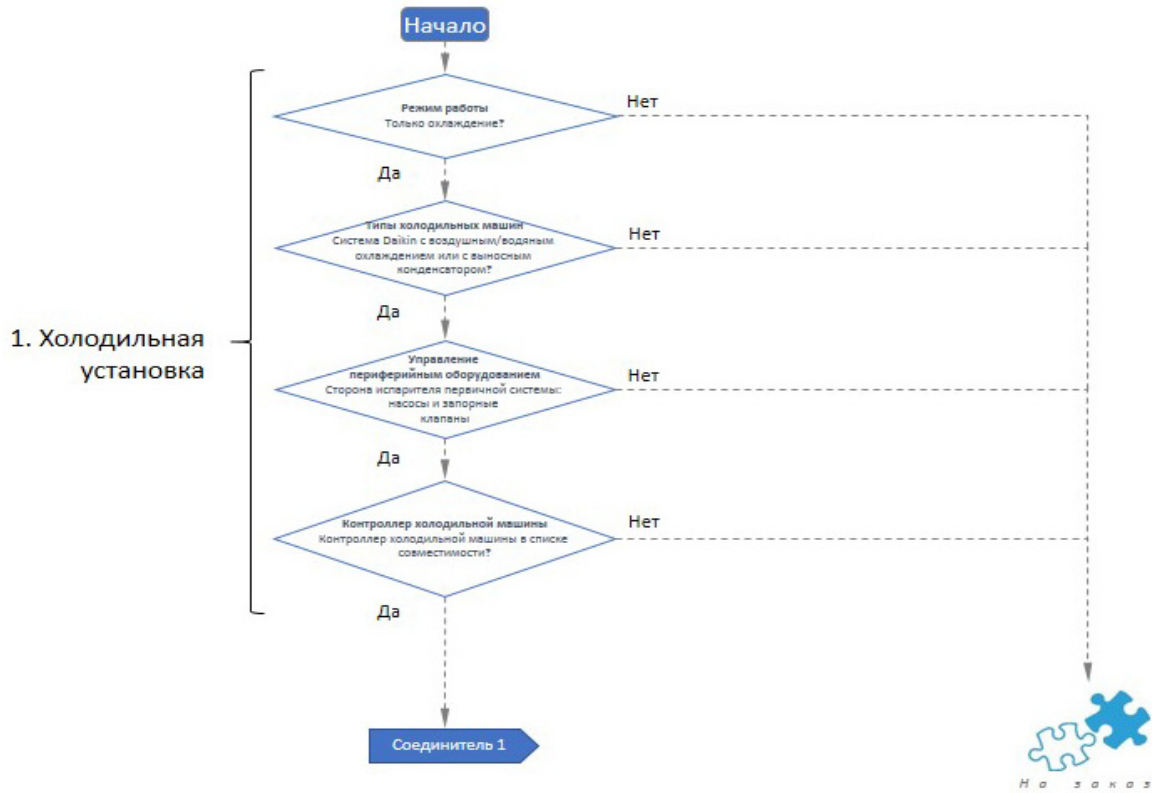 Начало
Режим работы
Только охлаждение?
Нет
Да
Типы холодильных машин
Система Daikin с воздушным/водяным
охлаждением или с выносным
конденсатором?
Нет
Да
1. Холодильная
установка
Управление
периферийным оборудованием
Сторона испарителя первичной системы:
насосы и запорные
клапаны
Нет
Да
Контроллер холодильной машины
Контроллер холодильной машины в списке
совместимости?
Нет
Да
Соединитель 1
На заказ